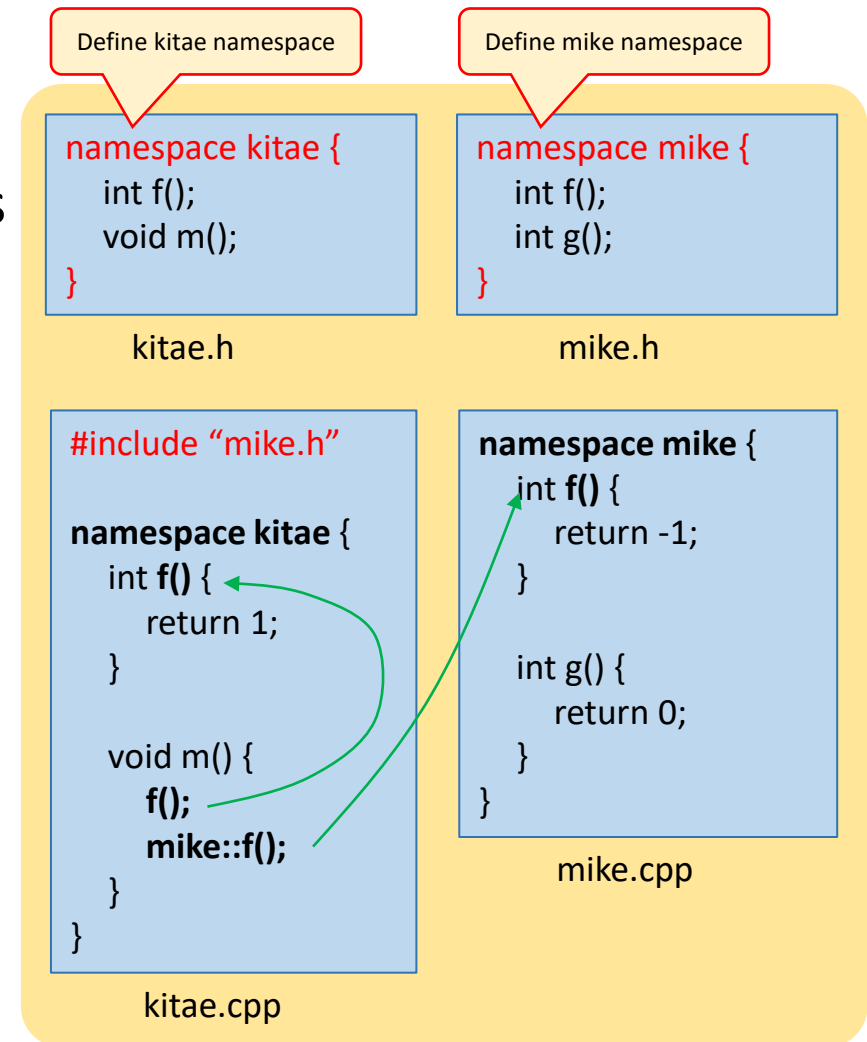 Define kitae namespace
Define mike namespace
namespace kitae {
int f();
void m();
}
kitae.h
namespace mike {
int f();
int g();
}
mike.h
s
#include “mike.h”
namespace kitae {
int f() {
return 1;
}
void m() {
f();
mike::f();
}
}
kitae.cpp
namespace mike {
int f() {
return -1;
}
int g() {
return 0;
}
}
mike.cpp